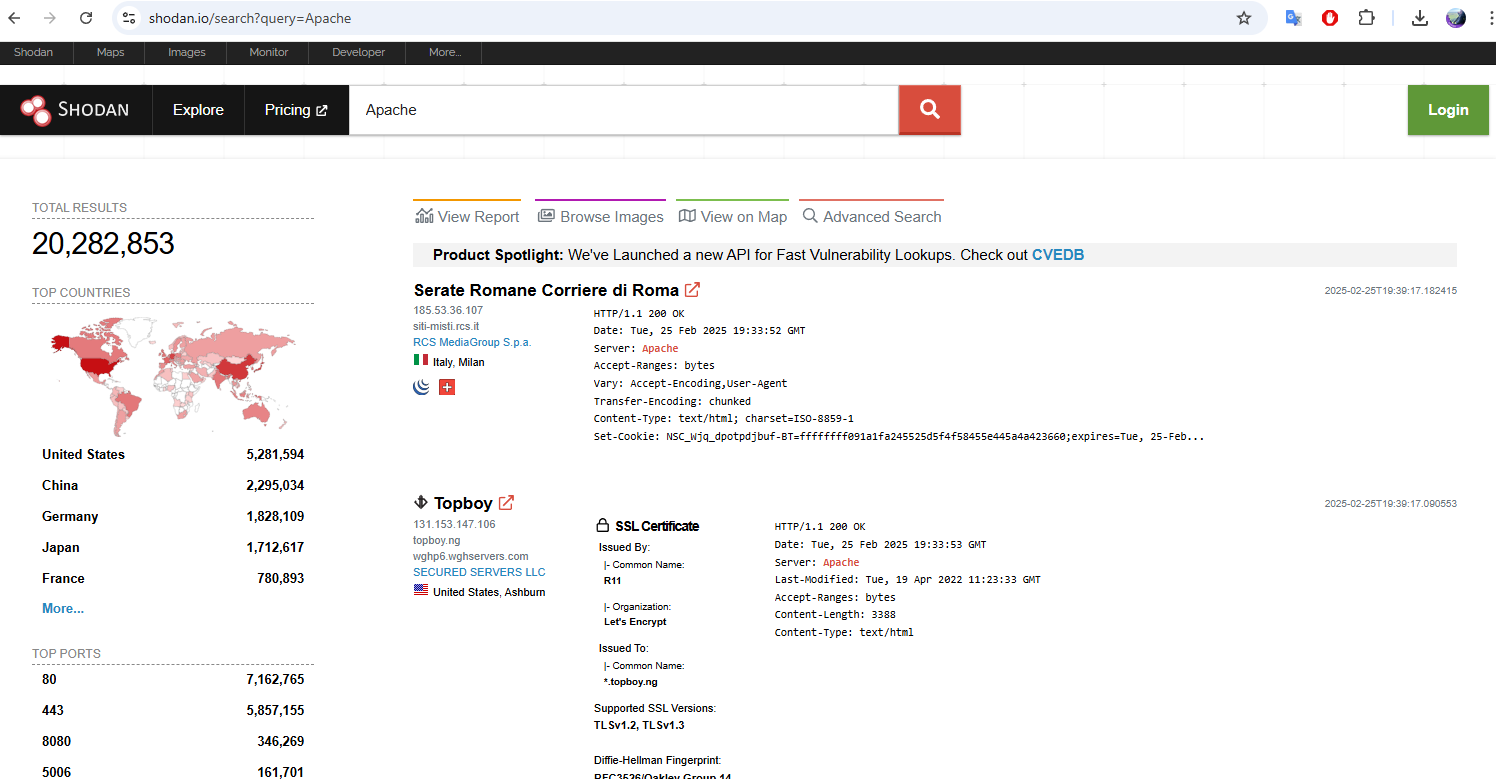 shodan.io/search?query=Apache
Shodan Maps Images Monitor Developer More...
SHODAN Explore Pricing Apache Login
TOTAL RESULTS
20,282,853
TOP COUNTRIES
United States 5,281,594
China 2,295,034
Germany 1,828,109
Japan 1,712,617
France 780,893
More...
TOP PORTS
80 7,162,765
443 5,857,155
8080 346,269
5006 161,701
View Report Browse Images View on Map Advanced Search
Product Spotlight: We've Launched a new API for Fast Vulnerability Lookups. Check out CVEDB
Serate Romane Corriere di Roma
2025-02-25T19:39:17.182415
185.53.36.107
siti-misti.rcs.it
RCS MediaGroup S.p.a.
Italy, Milan
HTTP/1.1 200 OK
Date: Tue, 25 Feb 2025 19:33:52 GMT
Server: Apache
Accept-Ranges: bytes
Vary: Accept-Encoding,User-Agent
Transfer-Encoding: chunked
Content-Type: text/html; charset=ISO-8859-1
Set-Cookie: NSC_Wjq_dpotpdjbuf-BT=ffffffff091a1fa245525d5f4f58455e445a4a423660;expires=Tue, 25-Feb...
Topboy
2025-02-25T19:39:17.090553
131.153.147.106
topboy.ng
wghp6.wghservers.com
SECURED SERVERS LLC
United States, Ashburn
SSL Certificate
Issued By:
|- Common Name:
R11
|- Organization:
Let's Encrypt
Issued To:
|- Common Name:
*.topboy.ng
Supported SSL Versions:
TLSv1.2, TLSv1.3
Diffie-Hellman Fingerprint:
RFC3526/Oakley Group 14
HTTP/1.1 200 OK
Date: Tue, 25 Feb 2025 19:33:53 GMT
Server: Apache
Last-Modified: Tue, 19 Apr 2022 11:23:33 GMT
Accept-Ranges: bytes
Content-Length: 3388
Content-Type: text/html